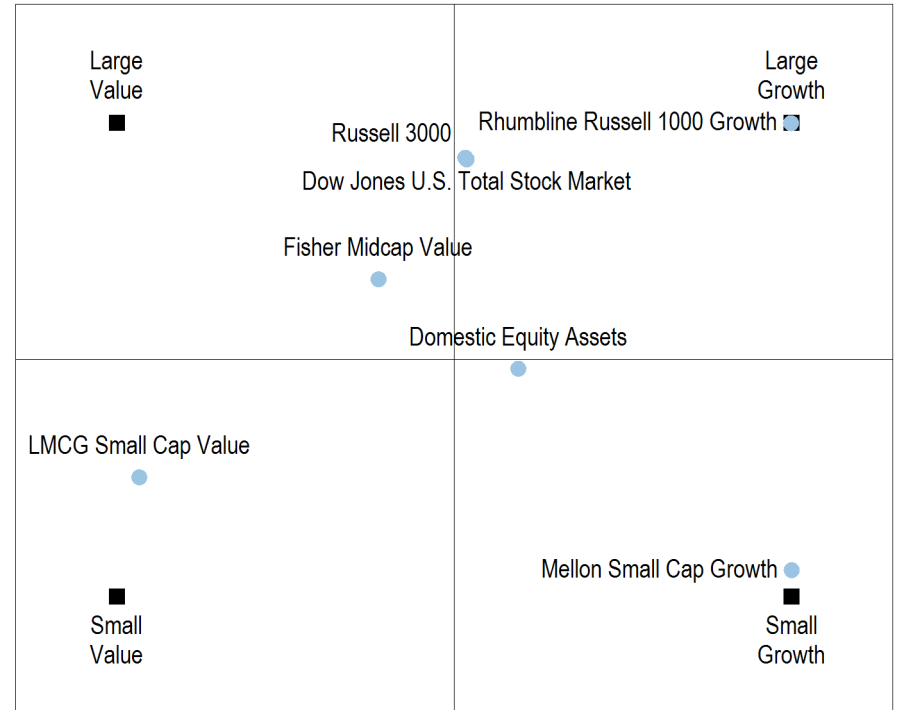 Large
Value
Large
Growth
Rhumbline Russell 1000 Growth
Russell 3000
Dow Jones U.S. Total Stock Market
Fisher Midcap Value
Domestic Equity Assets
LMCG Small Cap Value
Mellon Small Cap Growth
Small
Value
Small
Growth